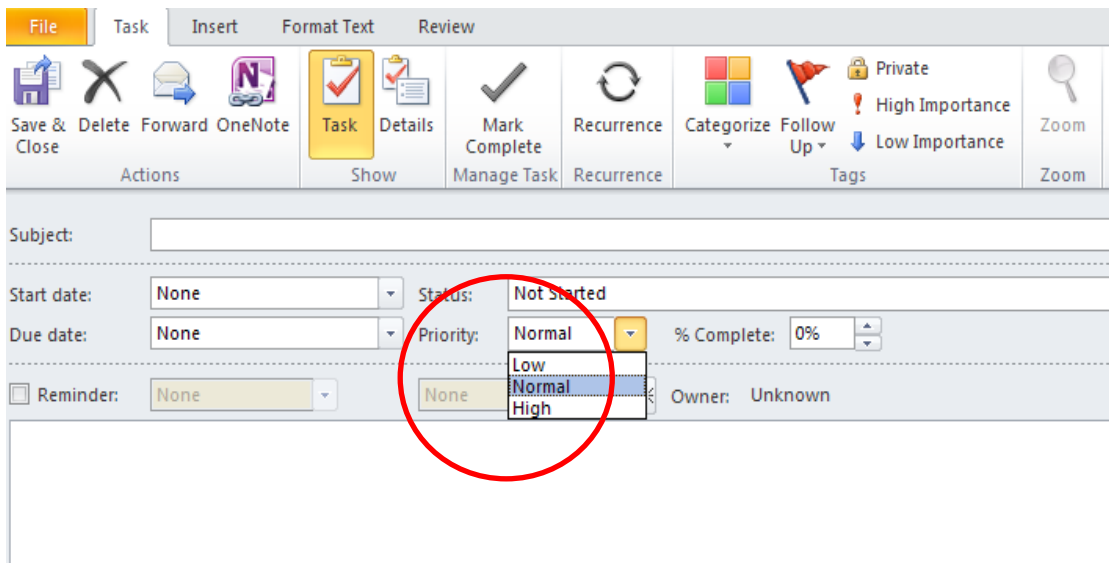 File Task Insert Format Text Review
Private
High Importance
Save & Delete Forward OneNote Task Details Mark Recurrence Categorize Follow Low Importance Zoom
Close Complete Up
Actions Show Manage Task Recurrence Tags Zoom
Subject:
Start date: None Status: Not Started
Due date: None Priority: Normal % Complete: 0%
Low
Normal
High
Reminder: None None Owner: Unknown